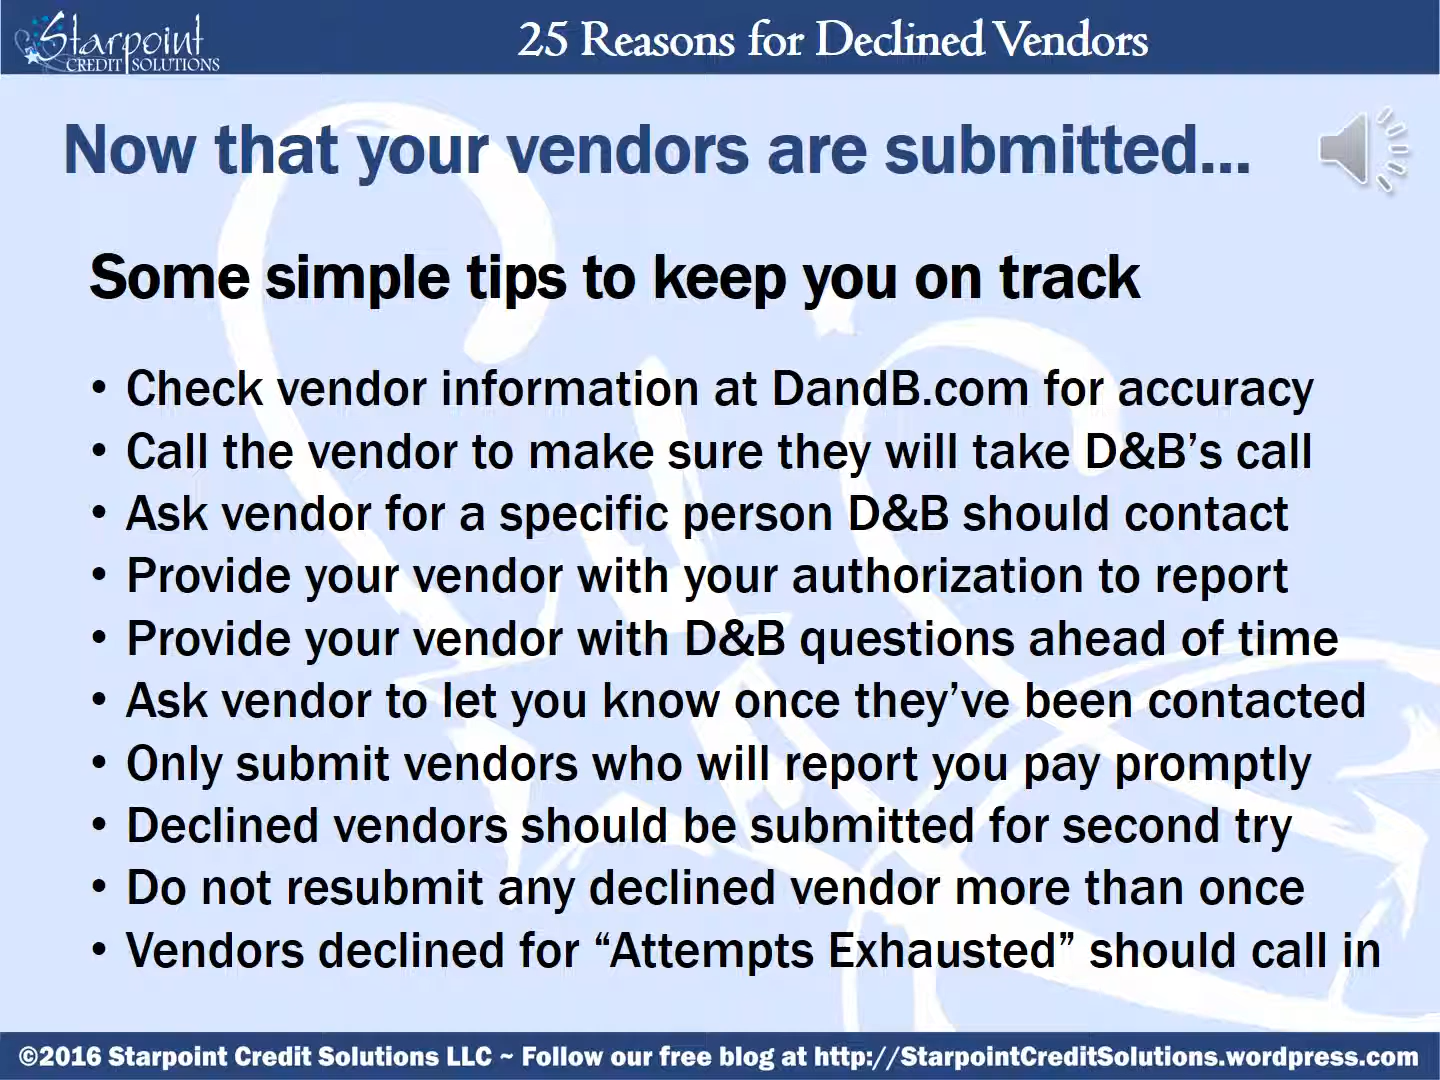 Starpoint
CREDIT SOLUTIONS
25 Reasons for Declined Vendors
Now that your vendors are submitted...
Some simple tips to keep you on track
• Check vendor information at DandB.com for accuracy
• Call the vendor to make sure they will take D&B’s call
• Ask vendor for a specific person D&B should contact
• Provide your vendor with your authorization to report
• Provide your vendor with D&B questions ahead of time
• Ask vendor to let you know once they’ve been contacted
• Only submit vendors who will report you pay promptly
• Declined vendors should be submitted for second try
• Do not resubmit any declined vendor more than once
• Vendors declined for “Attempts Exhausted” should call in
©2016 Starpoint Credit Solutions LLC ~ Follow our free blog at http://StarpointCreditSolutions.wordpress.com